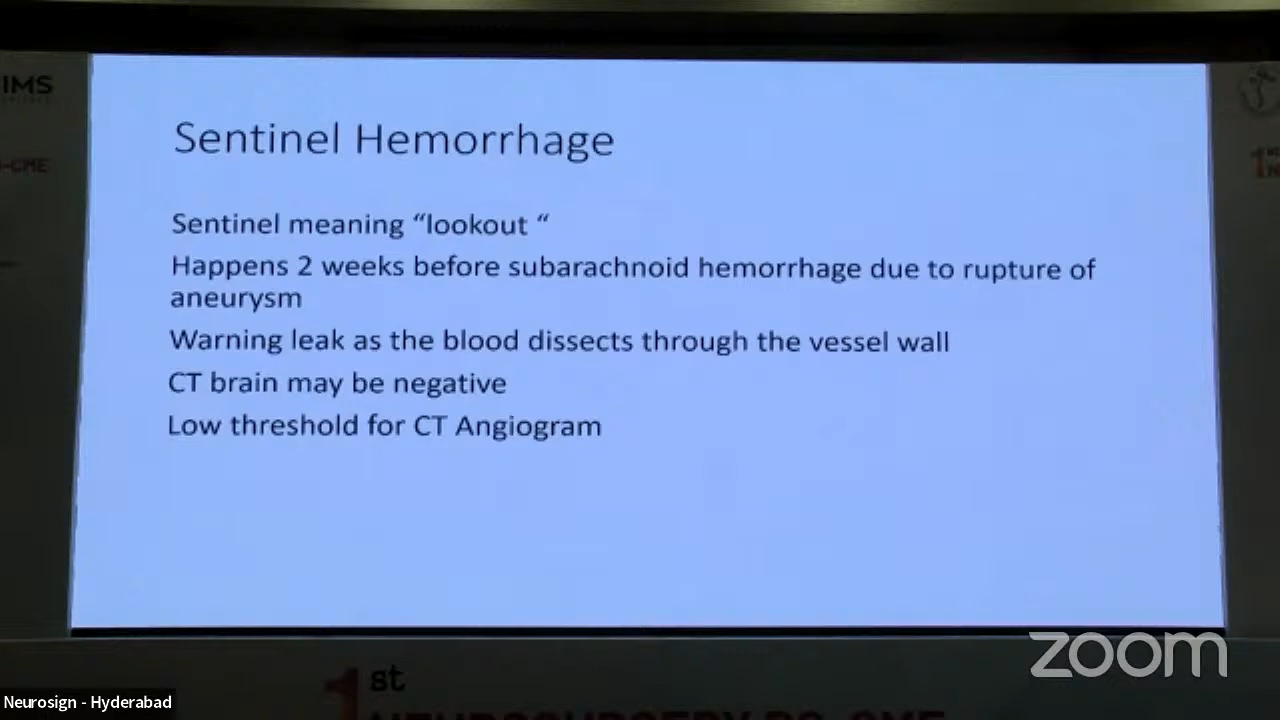 IMS
-CME
Sentinel Hemorrhage
Sentinel meaning “lookout “
Happens 2 weeks before subarachnoid hemorrhage due to rupture of
aneurysm
Warning leak as the blood dissects through the vessel wall
CT brain may be negative
Low threshold for CT Angiogram
zoom
1st
Neurosign - Hyderabad